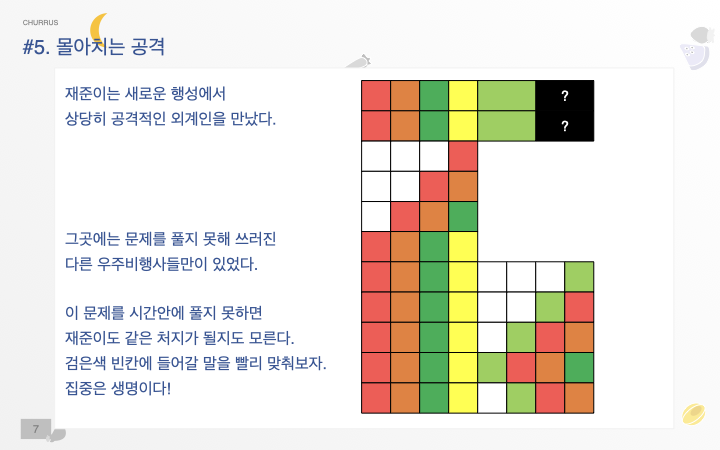 CHURRUS
#5. 몰아치는 공격
재준이는 새로운 행성에서
상당히 공격적인 외계인을 만났다.
?
?
그곳에는 문제를 풀지 못해 쓰러진
다른 우주비행사들만이 있었다.
이 문제를 시간안에 풀지 못하면
재준이도 같은 처지가 될지도 모른다.
검은색 빈칸에 들어갈 말을 빨리 맞춰보자.
집중은 생명이다!
7